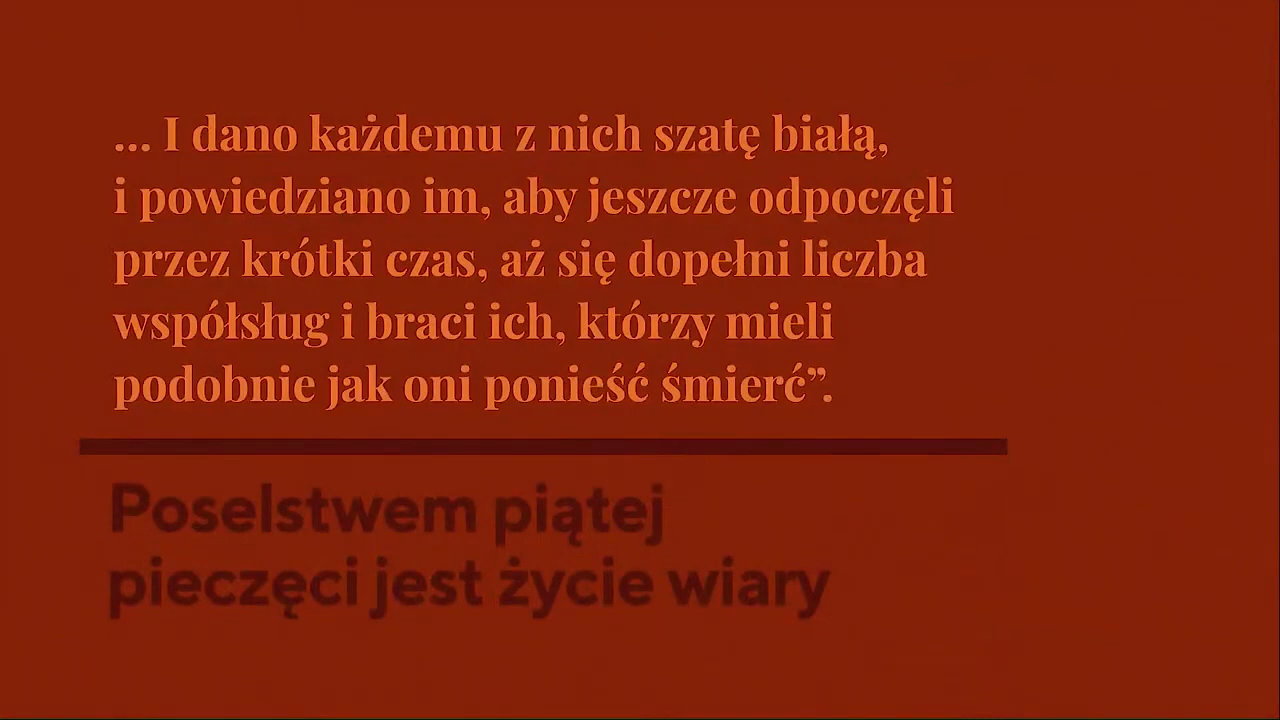 ... I dano każdemu z nich szatę białą,
i powiedziano im, aby jeszcze odpoczęli
przez krótki czas, aż się dopełni liczba
współsług i braci ich, którzy mieli
podobnie jak oni ponieść śmierć”.
Poselstwem piątej
pieczęci jest życie wiary